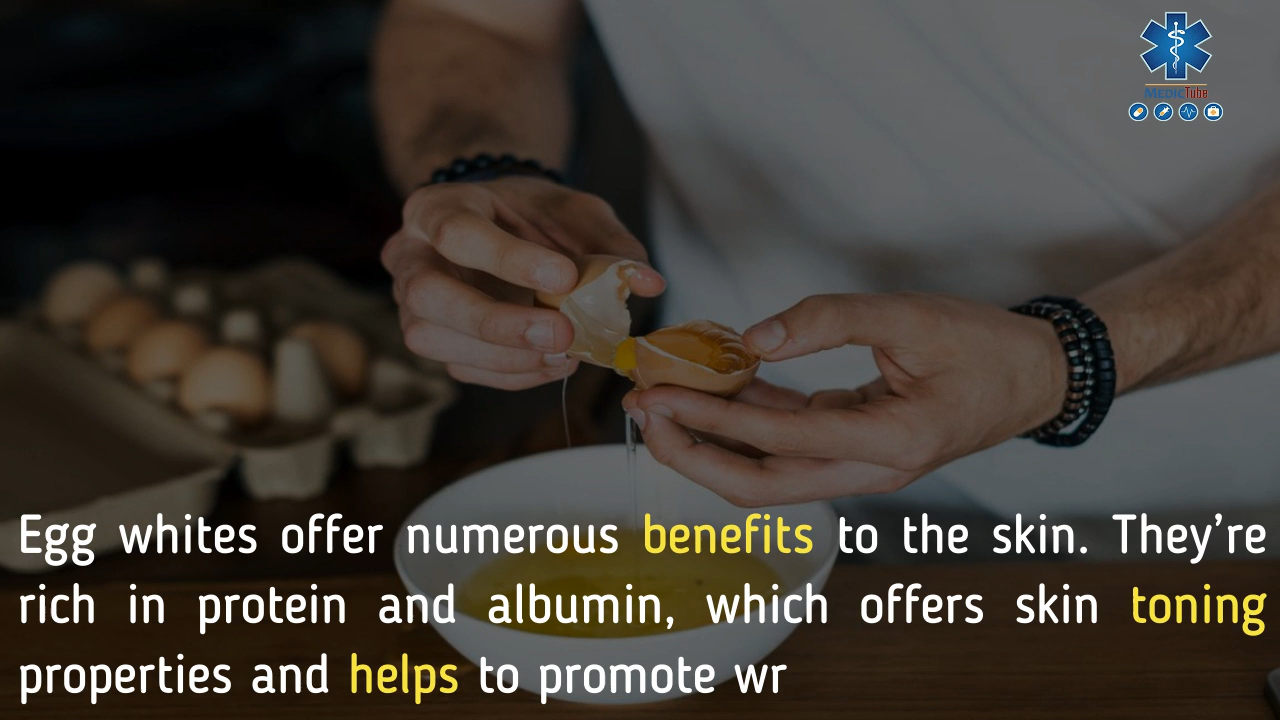 MEDICTube
Egg whites offer numerous benefits to the skin. They’re
rich in protein and albumin, which offers skin toning
properties and helps to promote wr